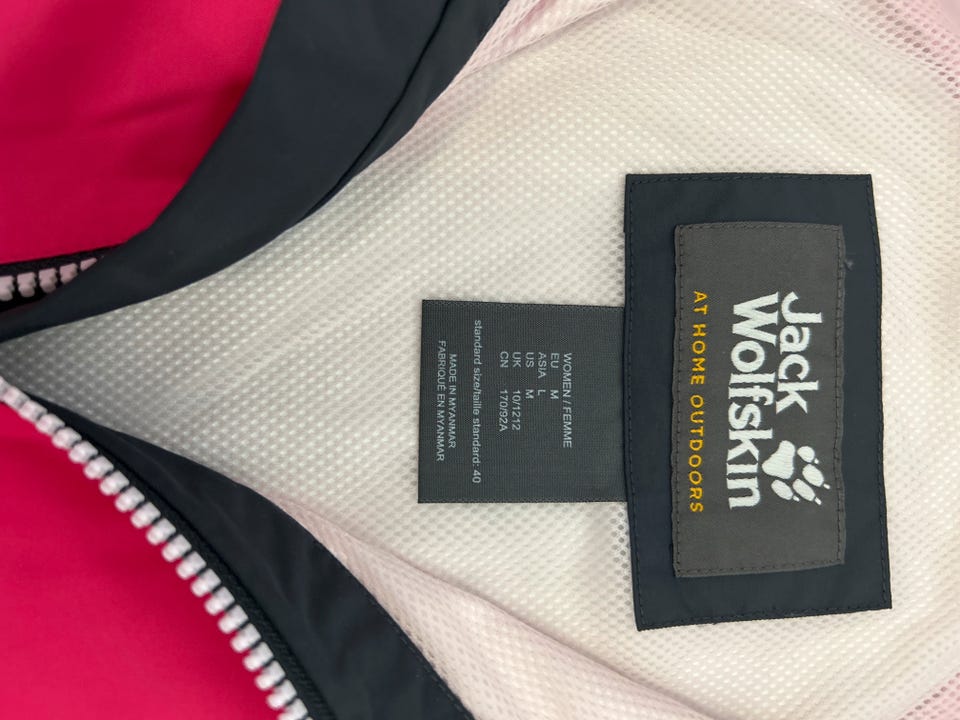 Jack
Wolfskin
AT HOME OUTDOORS
WOMEN / FEMME
EU M
ASIA L
US M
UK 10/1212
CN 170/92A
standard size/taille standard: 40
MADE IN MYANMAR
FABRIQUÉ EN MYANMAR